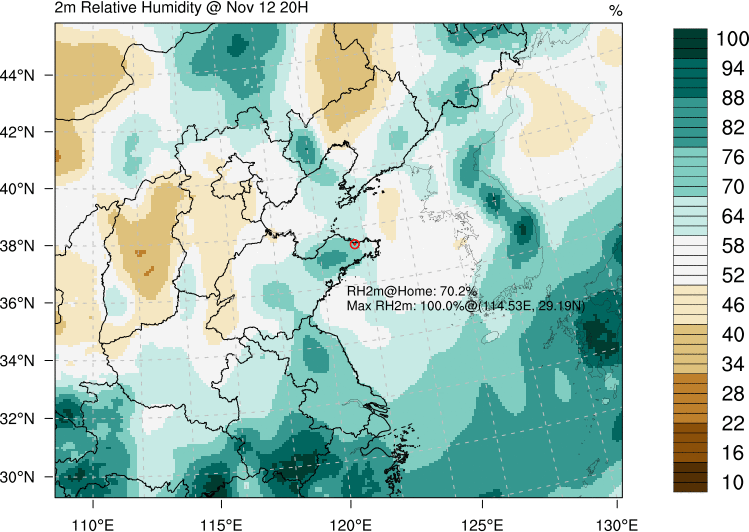 2m Relative Humidity @ Nov 12 20H
%
100
44°N
94
88
42°N
82
76
40°N
70
64
38°N
58
RH2m@Home: 70.2%
52
36°N
Max RH2m: 100.0%@(114.53E, 29.19N)
46
40
34°N
34
28
32°N
22
16
30°N
10
110°E
115°E
120°E
125°E
130°E